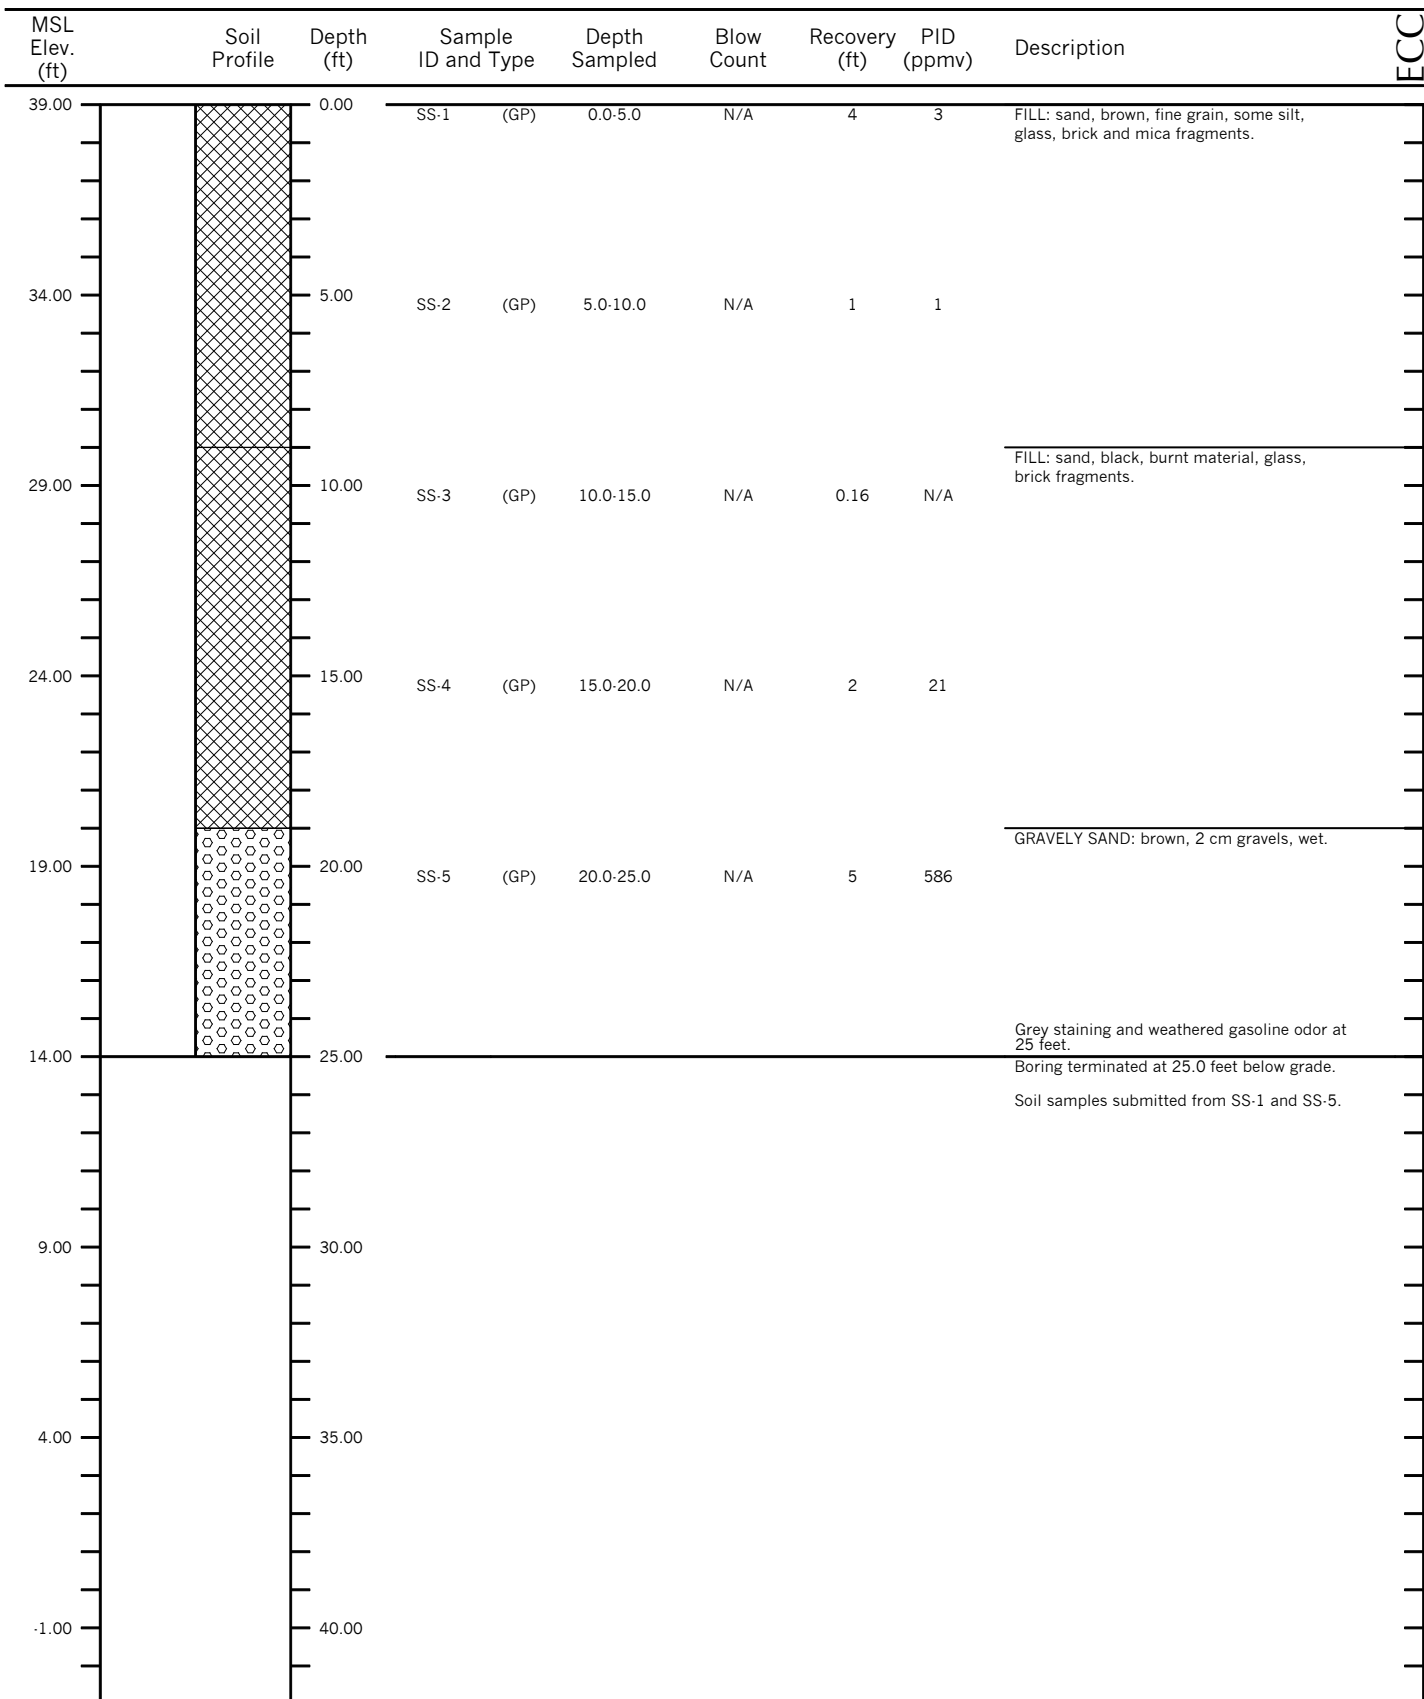 MSL
Elev.
(ft)
Soil
Profile
Depth
(ft)
Sample
ID and Type
Depth
Sampled
Blow
Count
Recovery
(ft)
PID
(ppmv)
Description
ECC
39.00 0.00 SS-1 (GP) 0.0-5.0 N/A 4 3 FILL: sand, brown, fine grain, some silt,
glass, brick and mica fragments.
34.00 5.00 SS-2 (GP) 5.0-10.0 N/A 1 1
FILL: sand, black, burnt material, glass,
brick fragments.
29.00 10.00 SS-3 (GP) 10.0-15.0 N/A 0.16 N/A
24.00 15.00 SS-4 (GP) 15.0-20.0 N/A 2 21
GRAVELY SAND: brown, 2 cm gravels, wet.
19.00 20.00 SS-5 (GP) 20.0-25.0 N/A 5 586
Grey staining and weathered gasoline odor at
25 feet.
14.00 25.00
Boring terminated at 25.0 feet below grade.
Soil samples submitted from SS-1 and SS-5.
9.00 30.00
4.00 35.00
-1.00 40.00